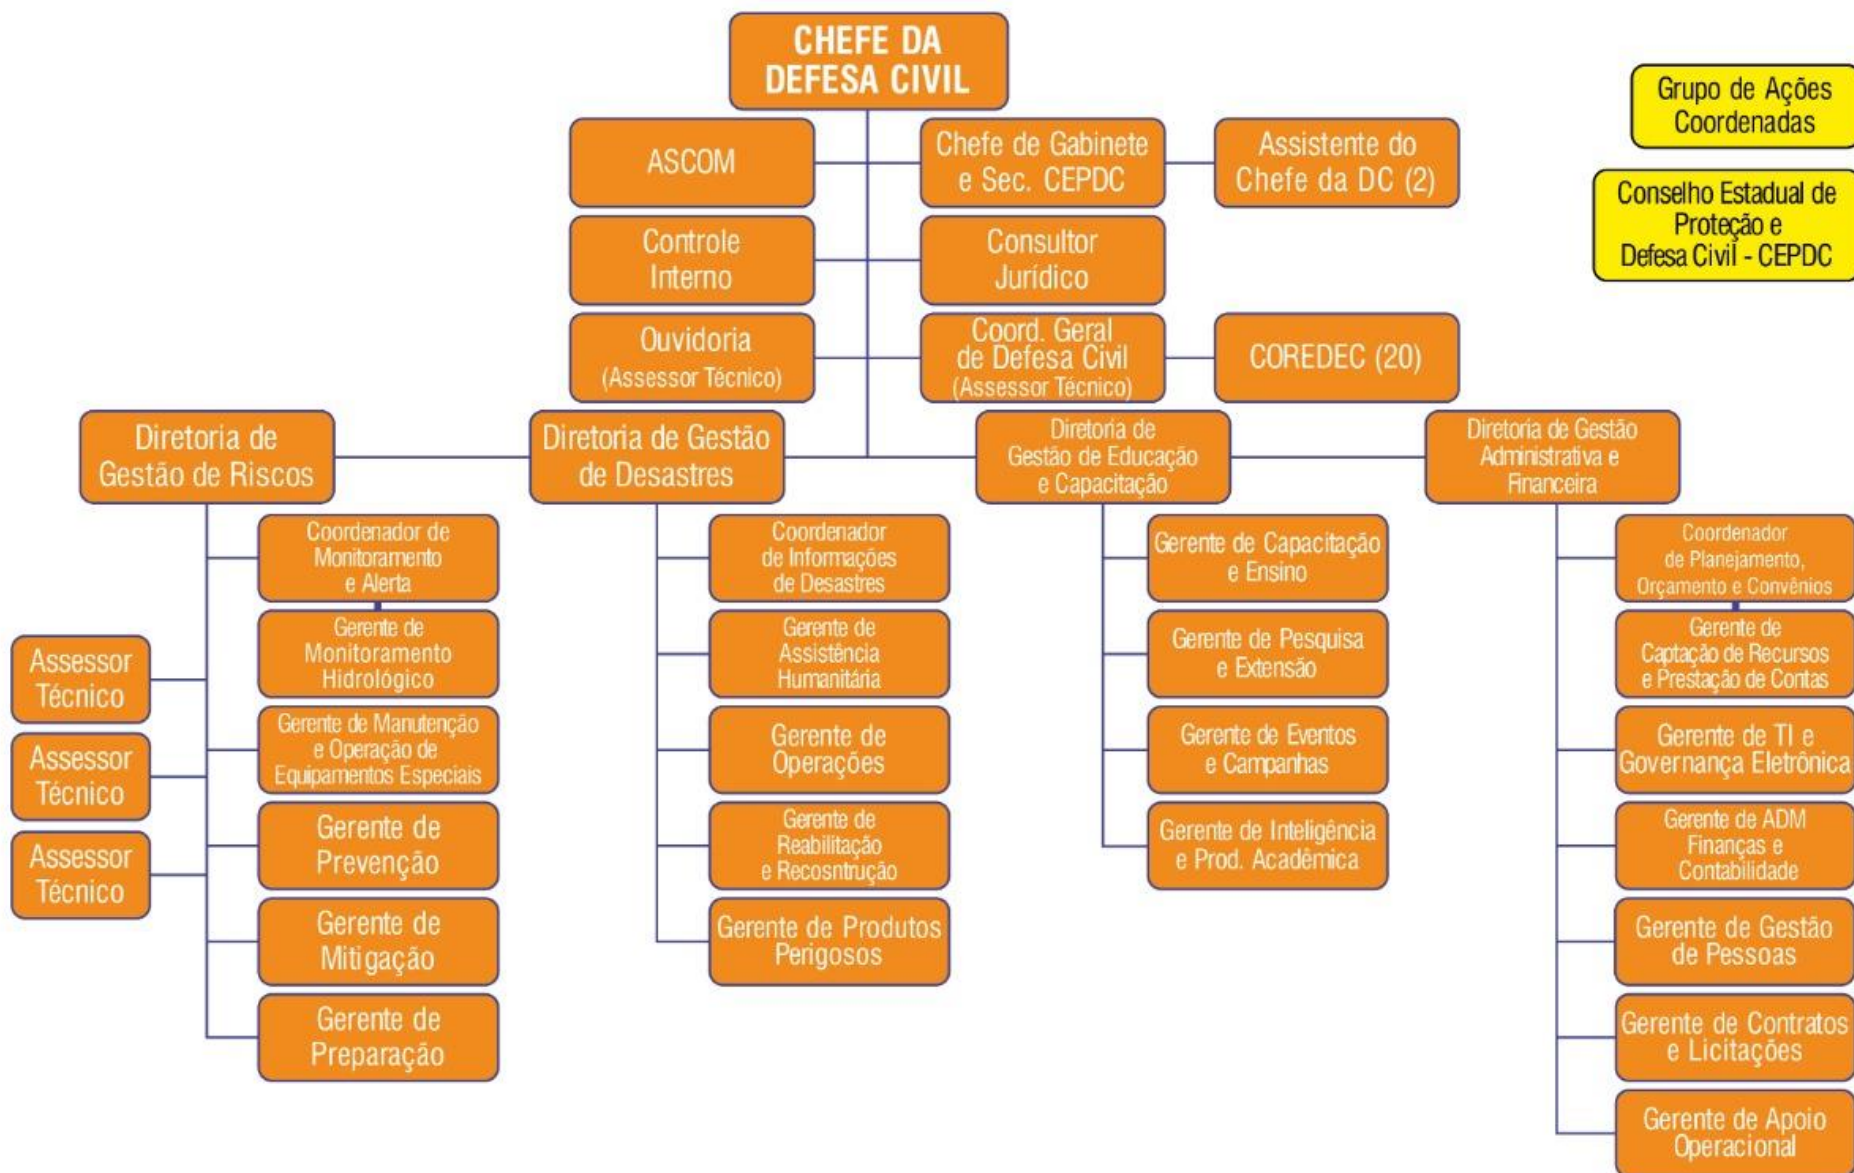 CHEFE DA
DEFESA CIVIL
Grupo de Ações
Coordenadas
ASCOM
Chefe de Gabinete
e Sec. CEPDC
Assistente do
Chefe da DC (2)
Conselho Estadual de
Proteção e
Defesa Civil - CEPDC
Controle
Interno
Consultor
Jurídico
Ouvidoria
(Assessor Técnico)
Coord. Geral
de Defesa Civil
(Assessor Técnico)
COREDEC (20)
Diretoria de
Gestão de Riscos
Diretoria de Gestão
de Desastres
Diretoria de
Gestão de Educação
e Capacitação
Diretoria de Gestão
Administrativa e
Financeira
Coordenador de
Monitoramento
e Alerta
Gerente de
Monitoramento
Hidrológico
Gerente de Manutenção
e Operação de
Equipamentos Especiais
Gerente de
Prevenção
Gerente de
Mitigação
Gerente de
Preparação
Assessor
Técnico
Assessor
Técnico
Assessor
Técnico
Coordenador
de Informações
de Desastres
Gerente de
Assistência
Humanitária
Gerente de
Operações
Gerente de
Reabilitação
e Recosntrução
Gerente de Produtos
Perigosos
Gerente de Capacitação
e Ensino
Gerente de Pesquisa
e Extensão
Gerente de Eventos
e Campanhas
Gerente de Inteligência
e Prod. Acadêmica
Coordenador
de Planejamento,
Orçamento e Convênios
Gerente de
Captação de Recursos
e Prestação de Contas
Gerente de TI e
Governança Eletrônica
Gerente de ADM
Finanças e
Contabilidade
Gerente de Gestão
de Pessoas
Gerente de Contratos
e Licitações
Gerente de Apoio
Operacional